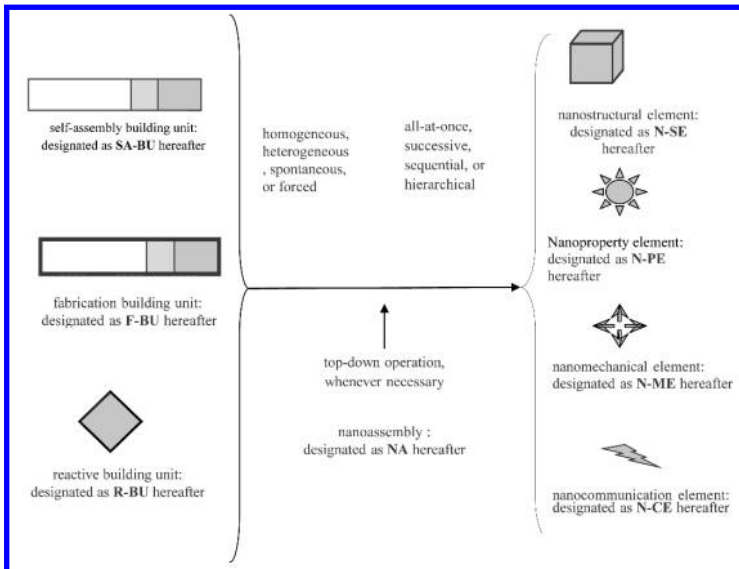 self-assembly building unit:
designated as SA-BU hereafter
fabrication building unit:
designated as F-BU hereafter
reactive building unit:
designated as R-BU hereafter
homogeneous,
heterogeneous
, spontaneous,
or forced
all-at-once,
successive,
sequential, or
hierarchical
top-down operation,
whenever necessary
nanoassembly :
designated as NA hereafter
nanostructural element:
designated as N-SE
hereafter
Nanoproperty element:
designated as N-PE
hereafter
nanomechanical element:
designated as N-ME hereafter
nanocommunication element:
designated as N-CE hereafter